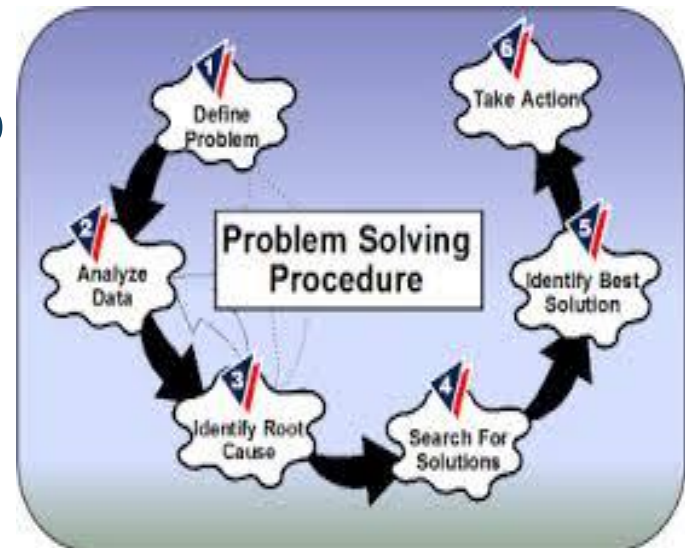 Problem Solving
Procedure
1
Define
Problem
2
Analyze
Data
3
Identify Root
Cause
4
Search For
Solutions
5
Identify Best
Solution
6
Take Action